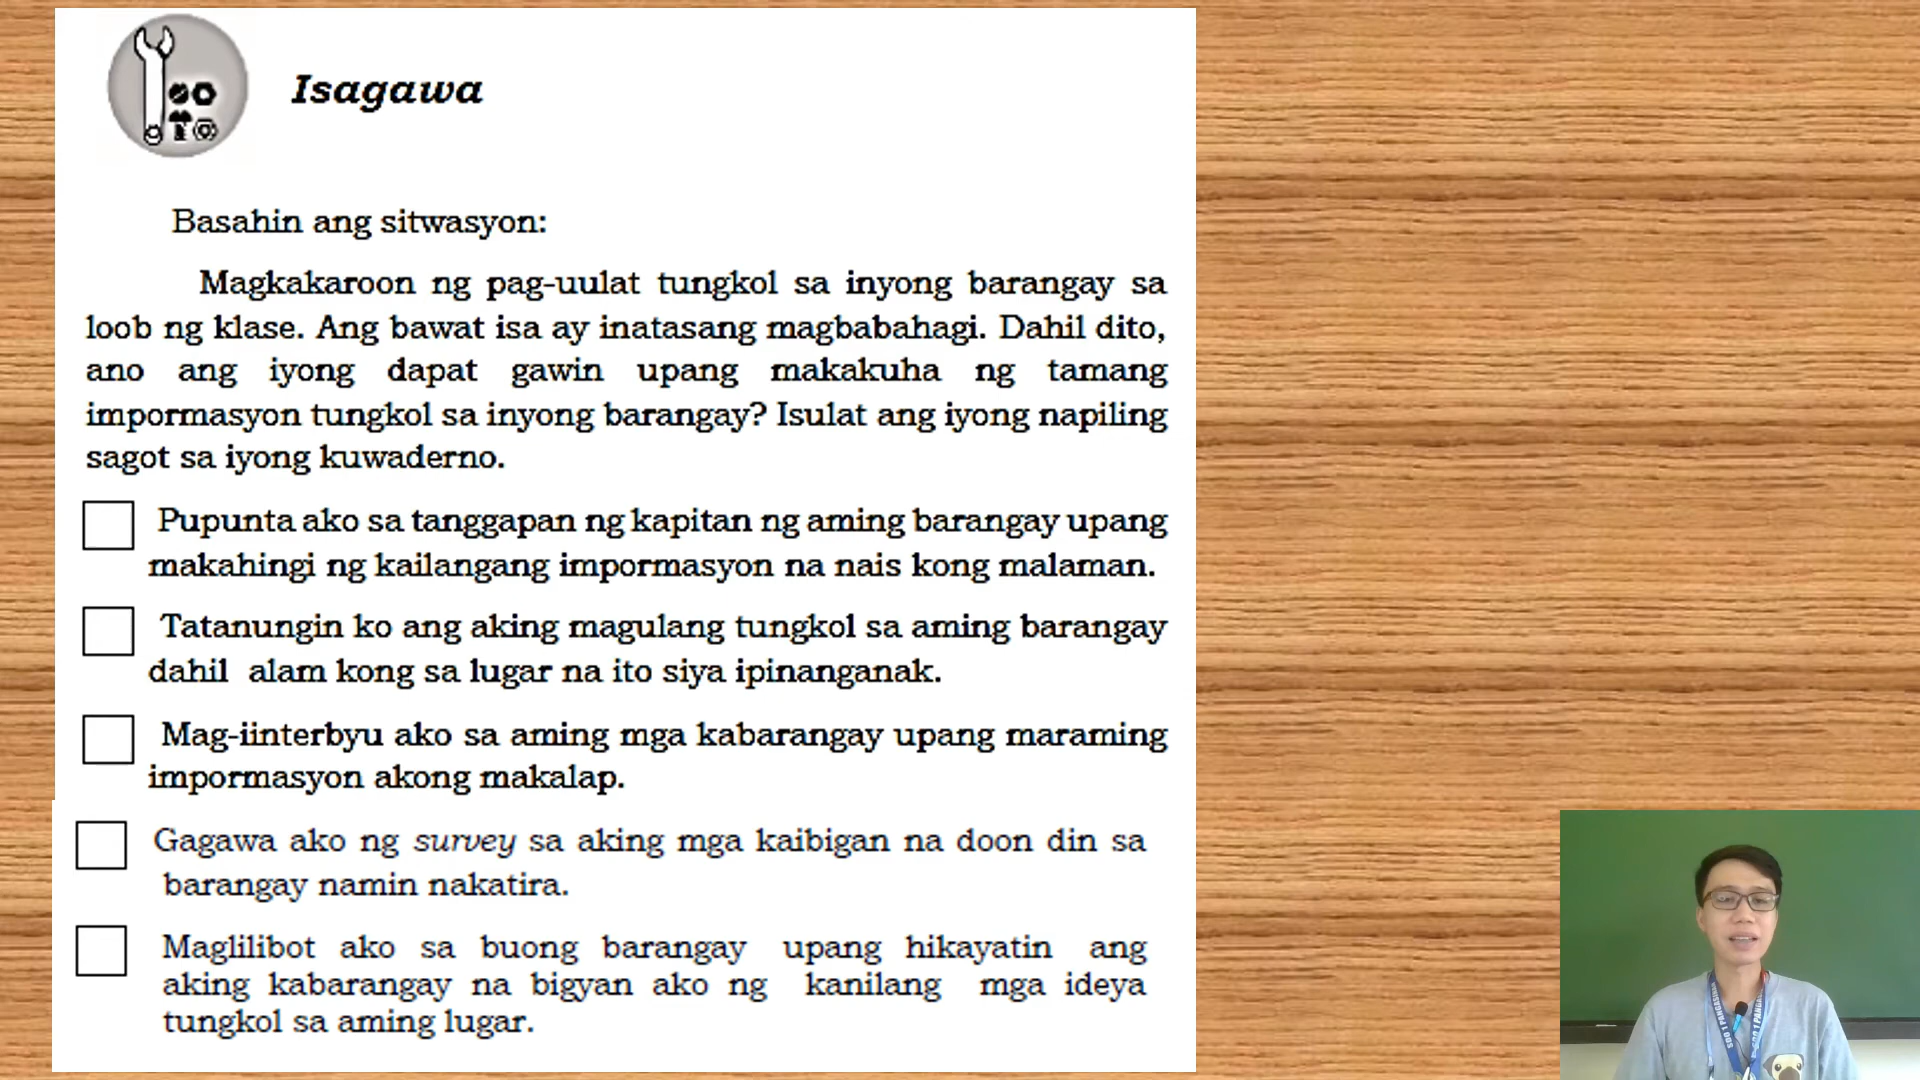 Isagawa
Basahin ang sitwasyon:
Magkakaroon ng pag-uulat tungkol sa inyong barangay sa
loob ng klase. Ang bawat isa ay inatasang magbabahagi. Dahil dito,
ano ang iyong dapat gawin upang makakuha ng tamang
impormasyon tungkol sa inyong barangay? Isulat ang iyong napiling
sagot sa iyong kuwaderno.
Pupunta ako sa tanggapan ng kapitan ng aming barangay upang
makahingi ng kailangang impormasyon na nais kong malaman.
Tatanungin ko ang aking magulang tungkol sa aming barangay
dahil alam kong sa lugar na ito siya ipinanganak.
Mag-iinterbyu ako sa aming mga kabarangay upang maraming
impormasyon akong makalap.
Gagawa ako ng survey sa aking mga kaibigan na doon din sa
barangay namin nakatira.
Maglilibot ako sa buong barangay upang hikayatin ang
aking kabarangay na bigyan ako ng kanilang mga ideya
tungkol sa aming lugar.